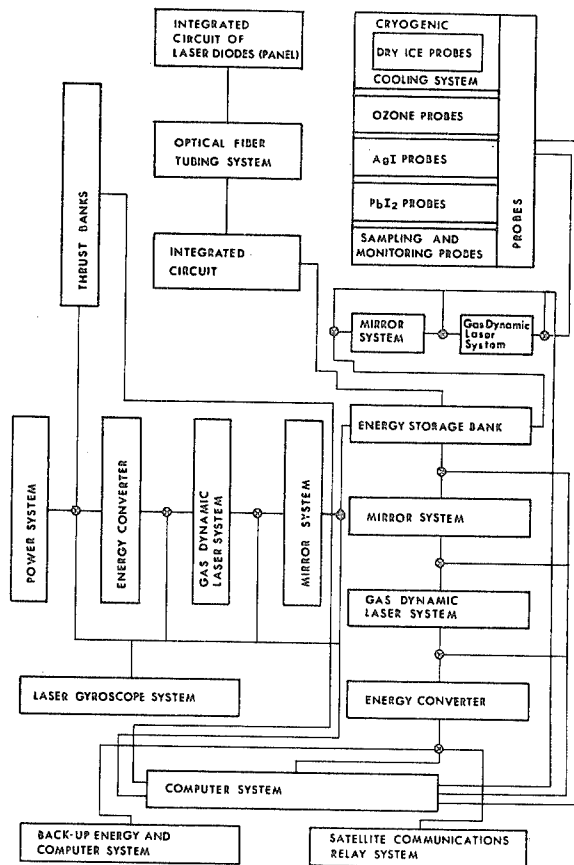 INTEGRATED
CIRCUIT OF
LASER DIODES (PANEL)
OPTICAL FIBER
TUBING SYSTEM
INTEGRATED
CIRCUIT
THRUST BANKS
CRYOGENIC
DRY ICE PROBES
COOLING SYSTEM
OZONE PROBES
AgI PROBES
PbI2 PROBES
SAMPLING AND
MONITORING PROBES
PROBES
MIRROR
SYSTEM
Gas Dynamic
Laser
System
ENERGY STORAGE BANK
POWER SYSTEM
ENERGY CONVERTER
GAS DYNAMIC
LASER SYSTEM
MIRROR SYSTEM
MIRROR SYSTEM
GAS DYNAMIC
LASER SYSTEM
ENERGY CONVERTER
LASER GYROSCOPE SYSTEM
COMPUTER SYSTEM
BACK-UP ENERGY AND
COMPUTER SYSTEM
SATELLITE COMMUNICATIONS
RELAY SYSTEM